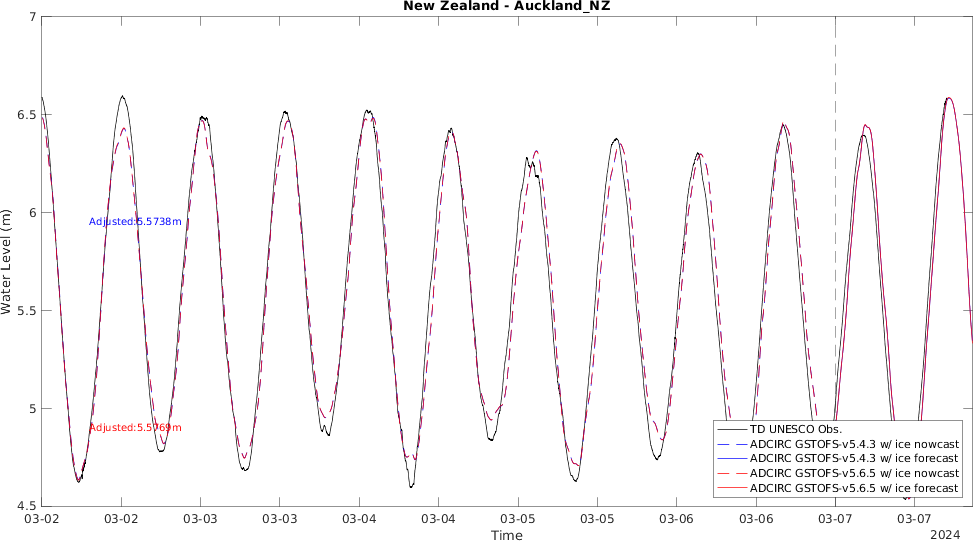 New Zealand - Auckland_NZ
7
6.5
6
5.5
5
4.5
Water Level (m)
Adjusted:5.5738m
Adjusted:5.5769m
TD UNESCO Obs.
ADCIRC GSTOFS-v5.4.3 w/ ice nowcast
ADCIRC GSTOFS-v5.4.3 w/ ice forecast
ADCIRC GSTOFS-v5.6.5 w/ ice nowcast
ADCIRC GSTOFS-v5.6.5 w/ ice forecast
03-02 03-02 03-03 03-03 03-04 03-04 03-05 03-05 03-06 03-06 03-07 03-07
Time
2024